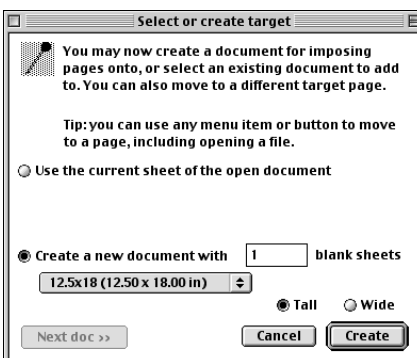 Select or create target
You may now create a document for imposing
pages onto, or select an existing document to add
to. You can also move to a different target page.
Tip: you can use any menu item or button to move
to a page, including opening a file.
Use the current sheet of the open document
Create a new document with 1 blank sheets
12.5x18 (12.50 x 18.00 in)
Tall Wide
Next doc >> Cancel Create